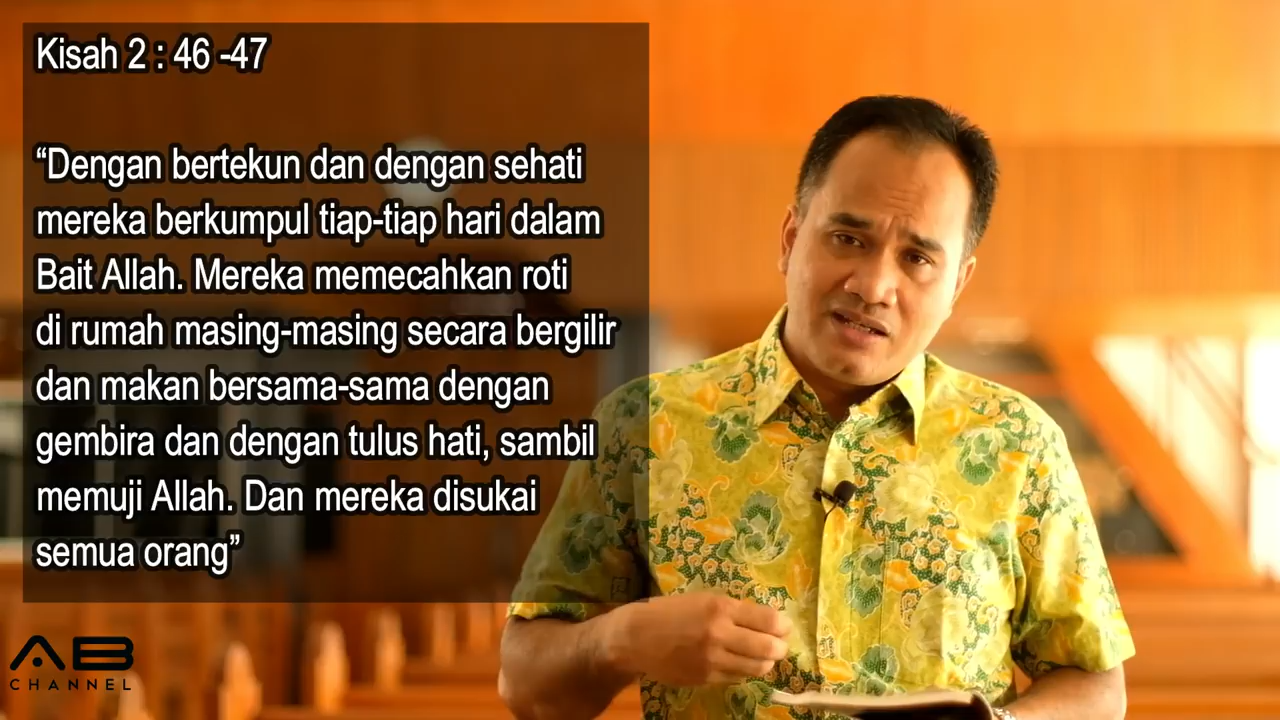 Kisah 2 : 46 -47
“Dengan bertekun dan dengan sehati
mereka berkumpul tiap-tiap hari dalam
Bait Allah. Mereka memecahkan roti
di rumah masing-masing secara bergilir
dan makan bersama-sama dengan
gembira dan dengan tulus hati, sambil
memuji Allah. Dan mereka disukai
semua orang”
AB
CHANNEL